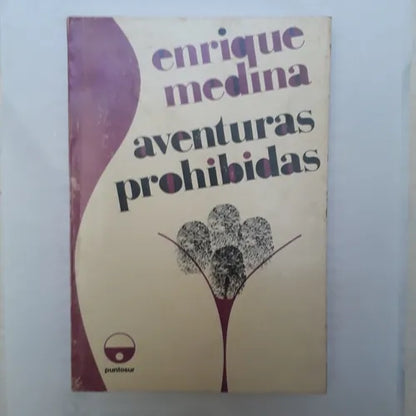 enrique
medina
aventuras
prohibidas
puntosur